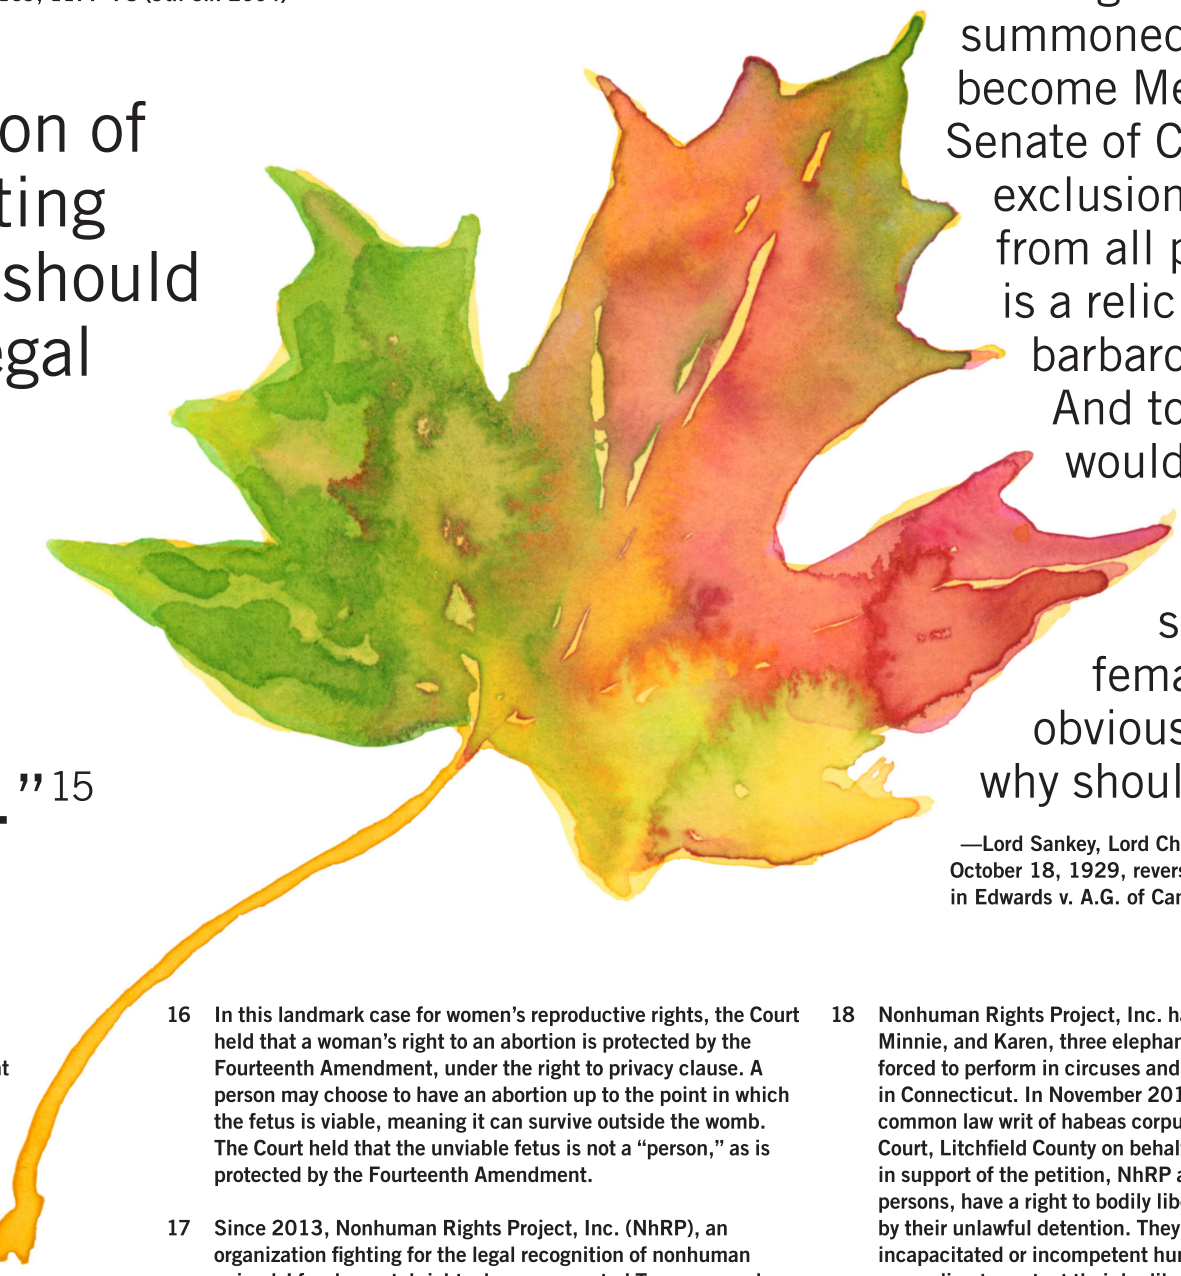 on of
ting
should
egal
.”15
summoned
become Me
Senate of C
exclusion
from all p
is a relic
barbaro
And to
would
s
fema
obvious
why shoul
—Lord Sankey, Lord Ch
October 18, 1929, revers
in Edwards v. A.G. of Can
16 In this landmark case for women’s reproductive rights, the Court
held that a woman’s right to an abortion is protected by the
Fourteenth Amendment, under the right to privacy clause. A
person may choose to have an abortion up to the point in which
the fetus is viable, meaning it can survive outside the womb.
The Court held that the unviable fetus is not a “person,” as is
protected by the Fourteenth Amendment.
17 Since 2013, Nonhuman Rights Project, Inc. (NhRP), an
organization fighting for the legal recognition of nonhuman
18 Nonhuman Rights Project, Inc. ha
Minnie, and Karen, three elephan
forced to perform in circuses and
in Connecticut. In November 201
common law writ of habeas corpu
Court, Litchfield County on behalf
in support of the petition, NhRP a
persons, have a right to bodily libe
by their unlawful detention. They
incapacitated or incompetent hum